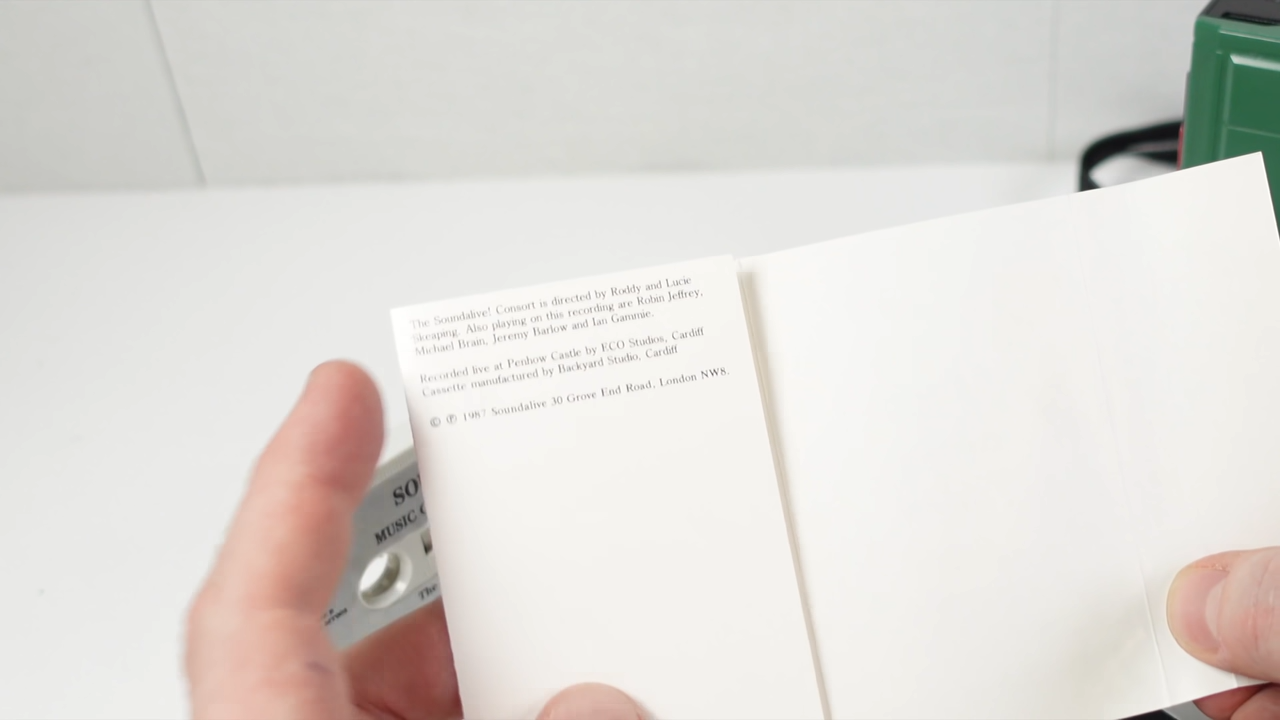 The Soundalive! Consort is directed by Roddy and Lucie
Skeaping. Also playing on this recording are Robin Jeffrey,
Michael Brain, Jeremy Barlow and Ian Gammie.
Recorded live at Penhow Castle by ECO Studios, Cardiff
Cassette manufactured by Backyard Studio, Cardiff
© ℗ 1987 Soundalive 30 Grove End Road, London NW8.
SO
MUSIC
The